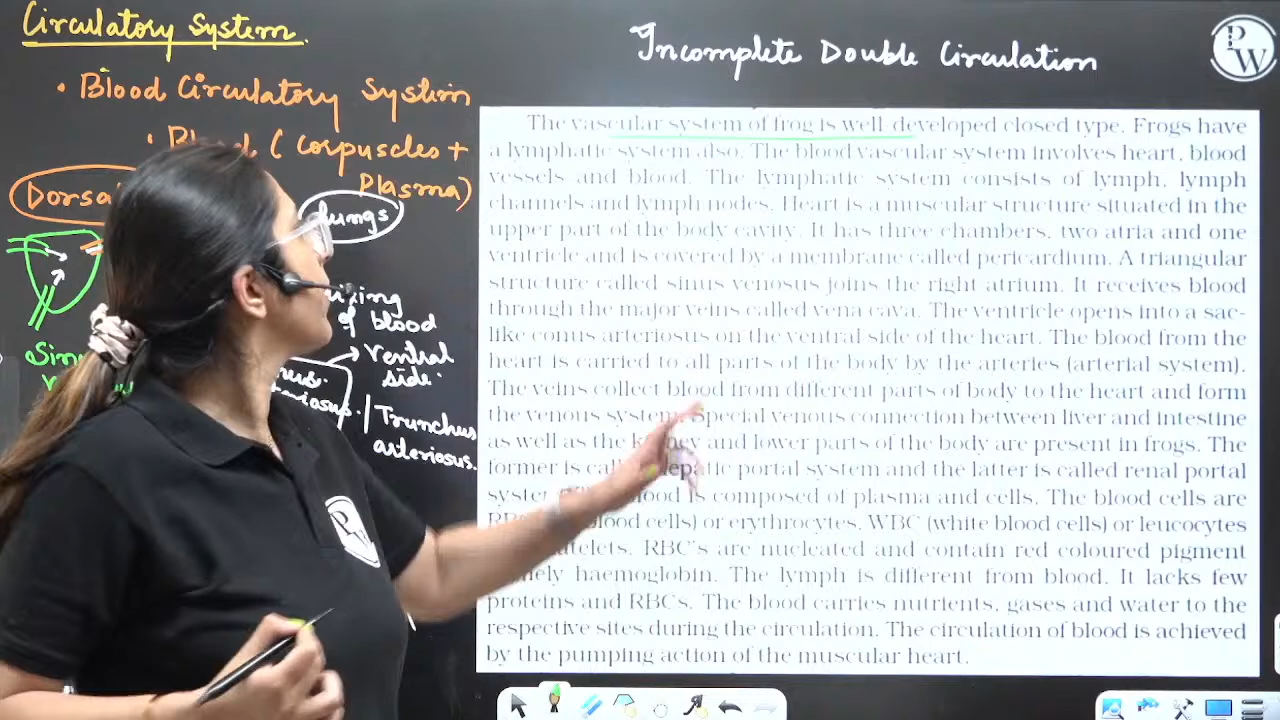 Circulatory System.
Incomplete Double Circulation
PW
• Blood Circulatory System
• Blood (Corpuscles +
Plasma)
Lungs
of blood
Ventral
side.
Trunchus
arteriosus.
PW
The vascular system of frog is well-developed closed type. Frogs have
a lymphatic system also. The blood vascular system involves heart, blood
vessels and blood. The lymphatic system consists of lymph, lymph
channels and lymph nodes. Heart is a muscular structure situated in the
upper part of the body cavity. It has three chambers, two atria and one
ventricle and is covered by a membrane called pericardium. A triangular
structure called sinus venosus joins the right atrium. It receives blood
through the major veins called vena cava. The ventricle opens into a sac-
like conus arteriosus on the ventral side of the heart. The blood from the
heart is carried to all parts of the body by the arteries (arterial system).
The veins collect blood from different parts of body to the heart and form
the venous system. Special venous connection between liver and intestine
as well as the kidney and lower parts of the body are present in frogs. The
former is called hepatic portal system and the latter is called renal portal
blood is composed of plasma and cells. The blood cells are
blood cells) or erythrocytes, WBC (white blood cells) or leucocytes
RBC's are nucleated and contain red coloured pigment
haemoglobin. The lymph is different from blood. It lacks few
proteins and RBCs. The blood carries nutrients, gases and water to the
respective sites during the circulation. The circulation of blood is achieved
by the pumping action of the muscular heart.